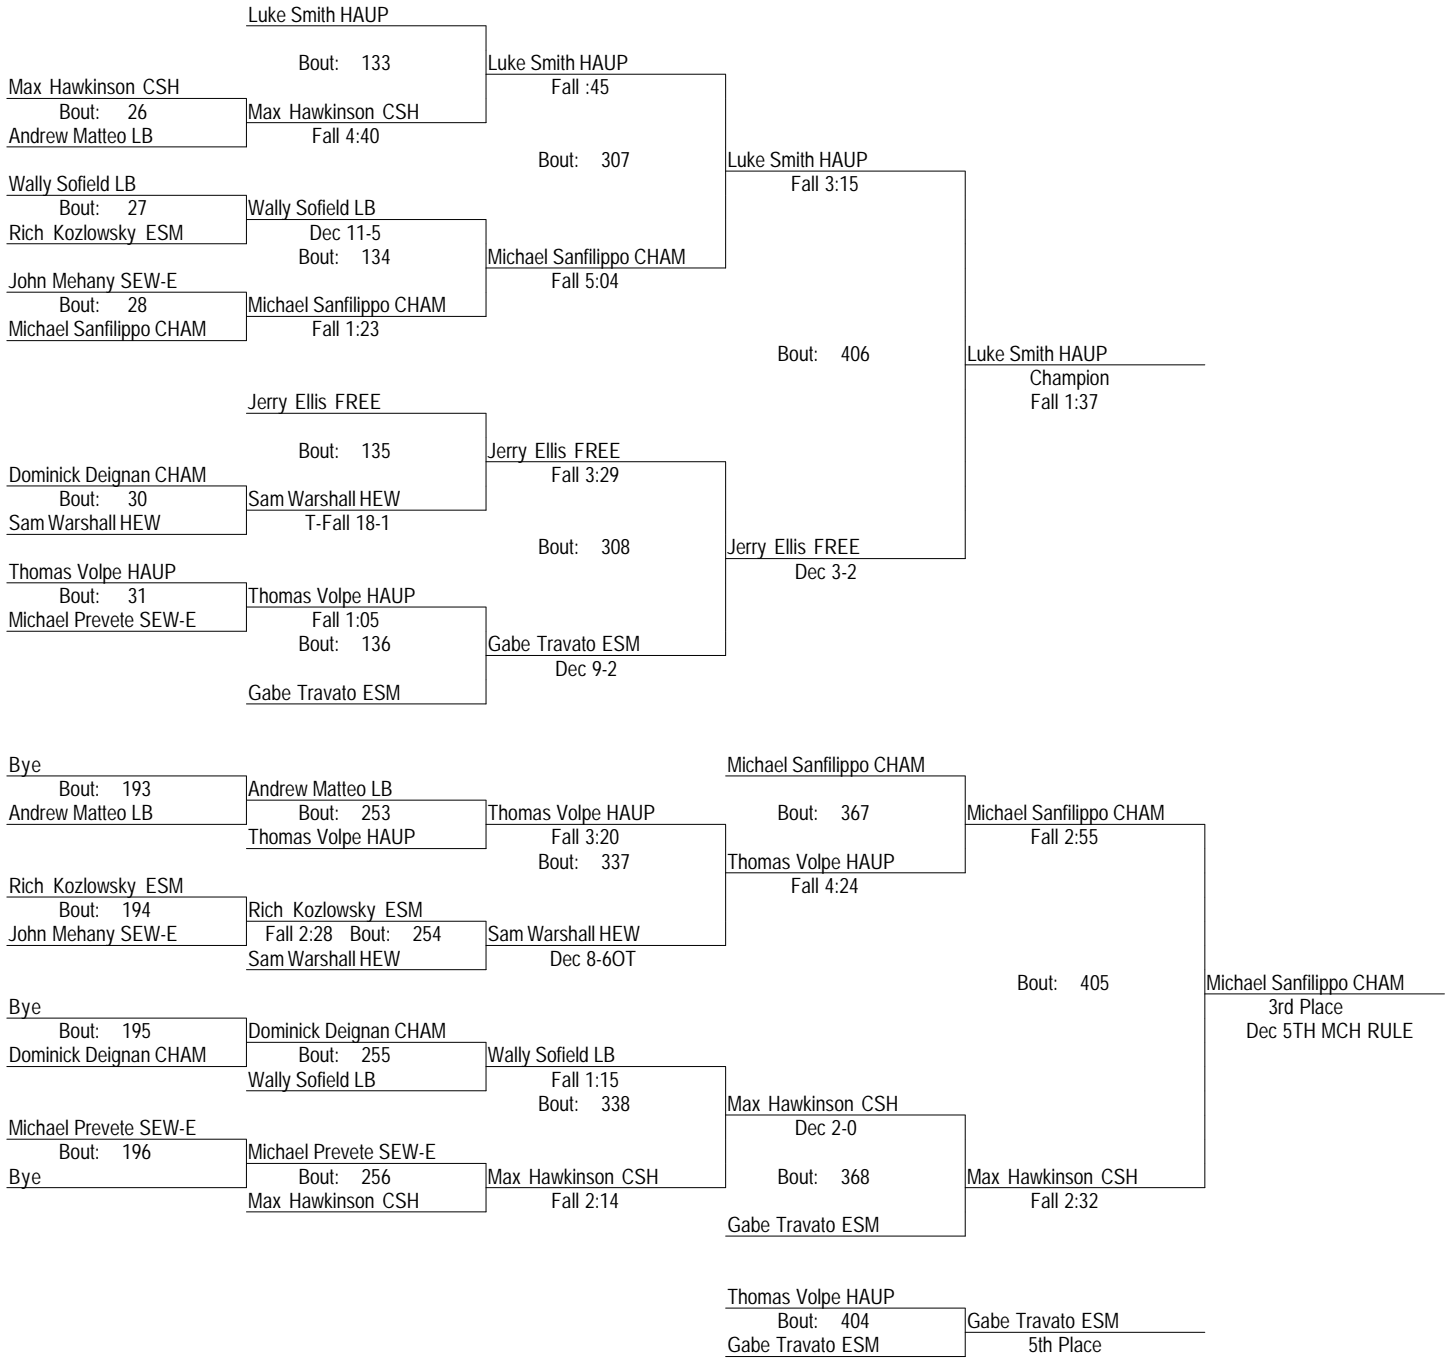 Luke Smith HAUP
Bout: 133
Luke Smith HAUP
Max Hawkinson CSH
Fall :45
Bout: 26
Max Hawkinson CSH
Andrew Matteo LB
Fall 4:40
Bout: 307
Luke Smith HAUP
Wally Sofield LB
Fall 3:15
Bout: 27
Wally Sofield LB
Rich Kozlowsky ESM
Dec 11-5
Bout: 134
Michael Sanfilippo CHAM
John Mehany SEW-E
Fall 5:04
Bout: 28
Michael Sanfilippo CHAM
Michael Sanfilippo CHAM
Fall 1:23
Bout: 406
Luke Smith HAUP
Champion
Jerry Ellis FREE
Fall 1:37
Bout: 135
Jerry Ellis FREE
Dominick Deignan CHAM
Fall 3:29
Bout: 30
Sam Warshall HEW
Sam Warshall HEW
T-Fall 18-1
Bout: 308
Jerry Ellis FREE
Thomas Volpe HAUP
Dec 3-2
Bout: 31
Thomas Volpe HAUP
Michael Prevete SEW-E
Fall 1:05
Bout: 136
Gabe Travato ESM
Dec 9-2
Gabe Travato ESM
Bye
Michael Sanfilippo CHAM
Bout: 193
Andrew Matteo LB
Andrew Matteo LB
Bout: 253
Thomas Volpe HAUP
Bout: 367
Michael Sanfilippo CHAM
Thomas Volpe HAUP
Fall 3:20
Fall 2:55
Bout: 337
Thomas Volpe HAUP
Rich Kozlowsky ESM
Fall 4:24
Bout: 194
Rich Kozlowsky ESM
John Mehany SEW-E
Fall 2:28 Bout: 254
Sam Warshall HEW
Sam Warshall HEW
Dec 8-6OT
Bout: 405
Michael Sanfilippo CHAM
Bye
3rd Place
Bout: 195
Dominick Deignan CHAM
Dec 5TH MCH RULE
Dominick Deignan CHAM
Bout: 255
Wally Sofield LB
Wally Sofield LB
Fall 1:15
Bout: 338
Max Hawkinson CSH
Michael Prevete SEW-E
Dec 2-0
Bout: 196
Michael Prevete SEW-E
Bye
Bout: 256
Max Hawkinson CSH
Bout: 368
Max Hawkinson CSH
Max Hawkinson CSH
Fall 2:14
Fall 2:32
Gabe Travato ESM
Thomas Volpe HAUP
Bout: 404
Gabe Travato ESM
Gabe Travato ESM
5th Place